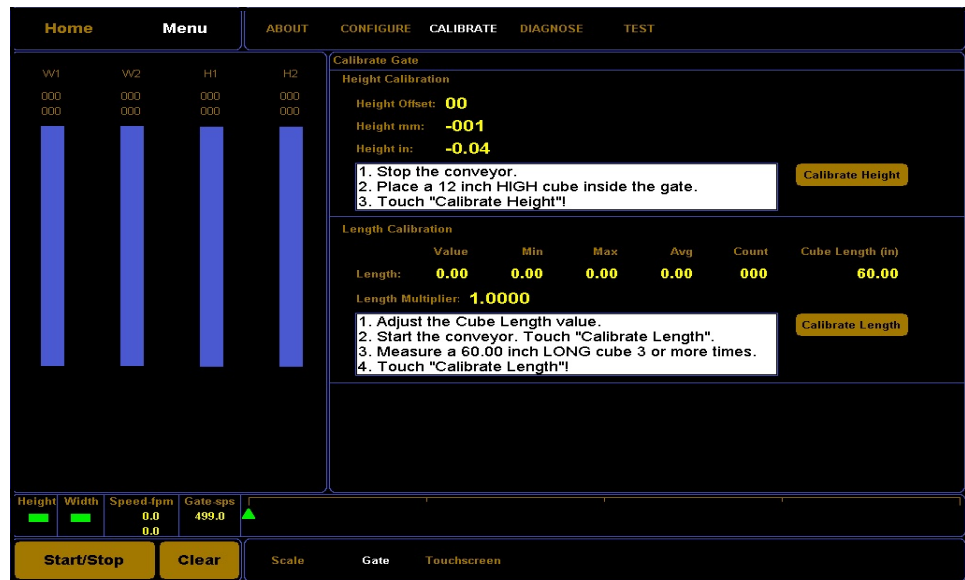 Home Menu ABOUT CONFIGURE CALIBRATE DIAGNOSE TEST
W1 W2 H1 H2
000 000 000 000
000 000 000 000
Calibrate Gate
Height Calibration
Height Offset: 00
Height mm: -001
Height in: -0.04
1. Stop the conveyor.
2. Place a 12 inch HIGH cube inside the gate.
3. Touch "Calibrate Height"!
Calibrate Height
Length Calibration
Value Min Max Avg Count Cube Length (in)
Length: 0.00 0.00 0.00 0.00 000 60.00
Length Multiplier: 1.0000
1. Adjust the Cube Length value.
2. Start the conveyor. Touch "Calibrate Length".
3. Measure a 60.00 inch LONG cube 3 or more times.
4. Touch "Calibrate Length"!
Calibrate Length
Height Width Speed-fpm Gate-sps
0.0 499.0
0.0
Start/Stop Clear Scale Gate Touchscreen